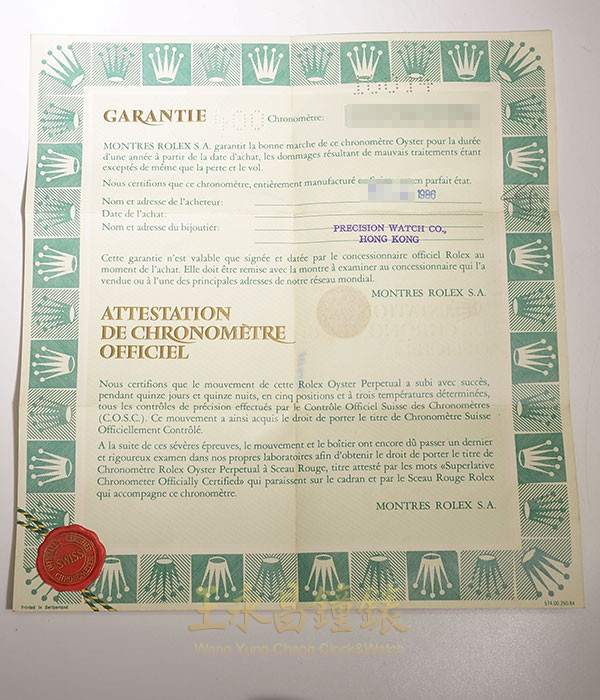 10074
GARANTIE
Chronomètre:
MONTRES ROLEX S.A. garantit la bonne marche de ce chronomètre Oyster pour la durée
d'une année à partir de la date d'achat, les dommages résultant de mauvais traitements étant
exceptés de même que la perte et le vol.
Nous certifions que ce chronomètre, entièrement manufacturé en parfait état.
Nom et adresse de l'acheteur: 1986
Date de l'achat:
Nom et adresse du bijoutier: PRECISION WATCH CO.,
HONG KONG
Cette garantie n'est valable que signée et datée par le concessionnaire officiel Rolex au
moment de l'achat. Elle doit être remise avec la montre à examiner au concessionnaire qui l'a
vendue ou à l'une des principales adresses de notre réseau mondial.
MONTRES ROLEX S.A.
ATTESTATION
DE CHRONOMÈTRE
OFFICIEL
Nous certifions que le mouvement de cette Rolex Oyster Perpetual a subi avec succès,
pendant quinze jours et quinze nuits, en cinq positions et à trois températures déterminées,
tous les contrôles de précision effectués par le Contrôle Officiel Suisse des Chronomètres
(C.O.S.C.). Ce mouvement a ainsi acquis le droit de porter le titre de Chronomètre Suisse
Officiellement Contrôlé.
A la suite de ces sévères épreuves, le mouvement et le boîtier ont encore dû passer un dernier
et rigoureux examen dans nos propres laboratoires afin d'obtenir le droit de porter le titre de
Chronomètre Rolex Oyster Perpetual à Sceau Rouge, titre attesté par les mots «Superlative
Chronometer Officially Certified» qui paraissent sur le cadran et par le Sceau Rouge Rolex
qui accompagne ce chronomètre.
MONTRES ROLEX S.A.
SWISS
Printed in Switzerland
574.00.250.84
王永昌鐘錶
Wang Yung Chang Clock&Watch